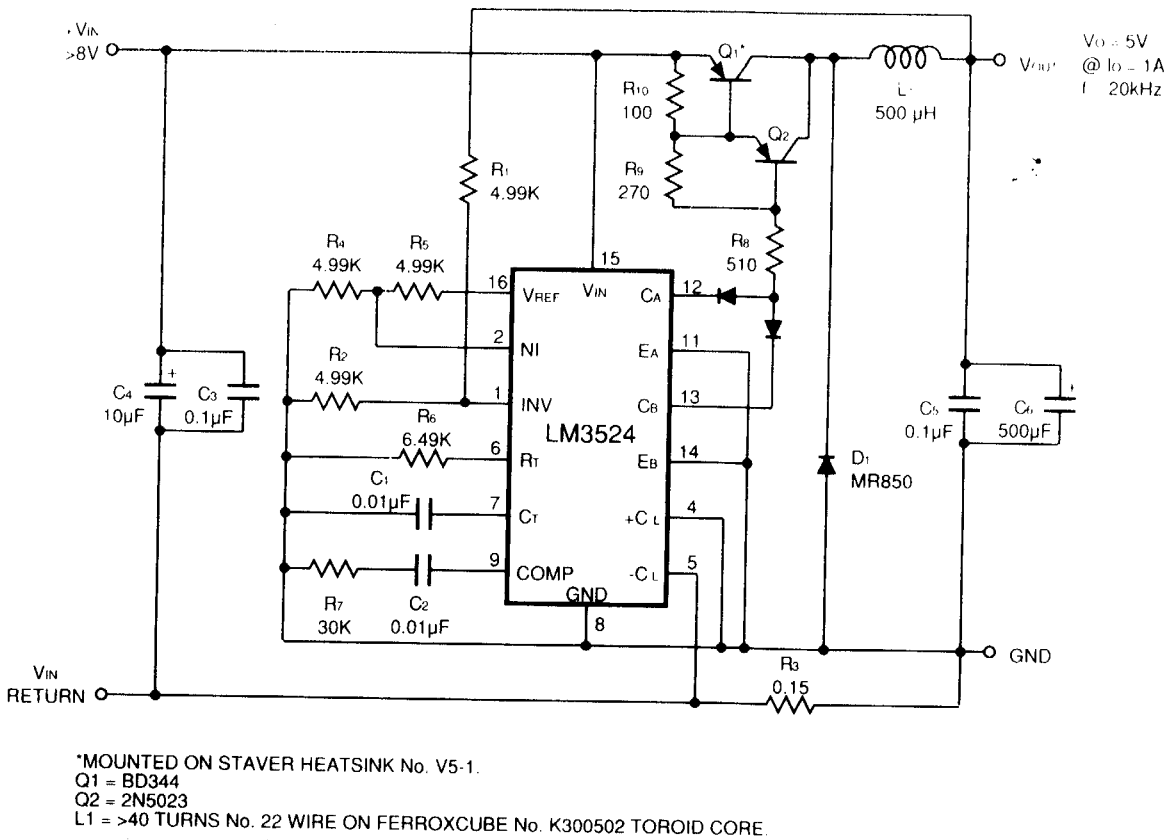 +VIN
>8V
VOUT
VO = 5V
@ IO = 1A
f 20kHz
Q1*
L1
500 µH
R10
100
Q2
R9
270
R1
4.99K
R8
510
R4
4.99K
R5
4.99K
15
16
VREF
VIN
CA
12
2
NI
EA
11
R2
4.99K
1
INV
CB
13
LM3524
R6
6.49K
6
RT
EB
14
C1
0.01µF
7
CT
+CL
4
9
COMP
-CL
5
GND
8
R7
30K
C2
0.01µF
C4
10µF
+
C3
0.1µF
C5
0.1µF
C6
500µF
+
D1
MR850
GND
R3
0.15
VIN
RETURN
*MOUNTED ON STAVER HEATSINK No. V5-1.
Q1 = BD344
Q2 = 2N5023
L1 = >40 TURNS No. 22 WIRE ON FERROXCUBE No. K300502 TOROID CORE.